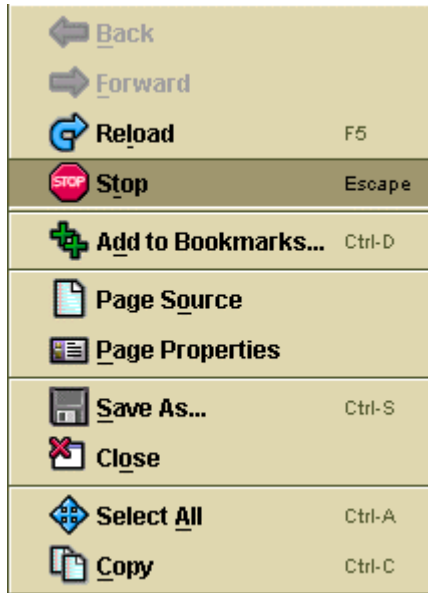 Back
Forward
Reload F5
STOP Stop Escape
Add to Bookmarks... Ctrl-D
Page Source
Page Properties
Save As... Ctrl-S
Close
Select All Ctrl-A
Copy Ctrl-C